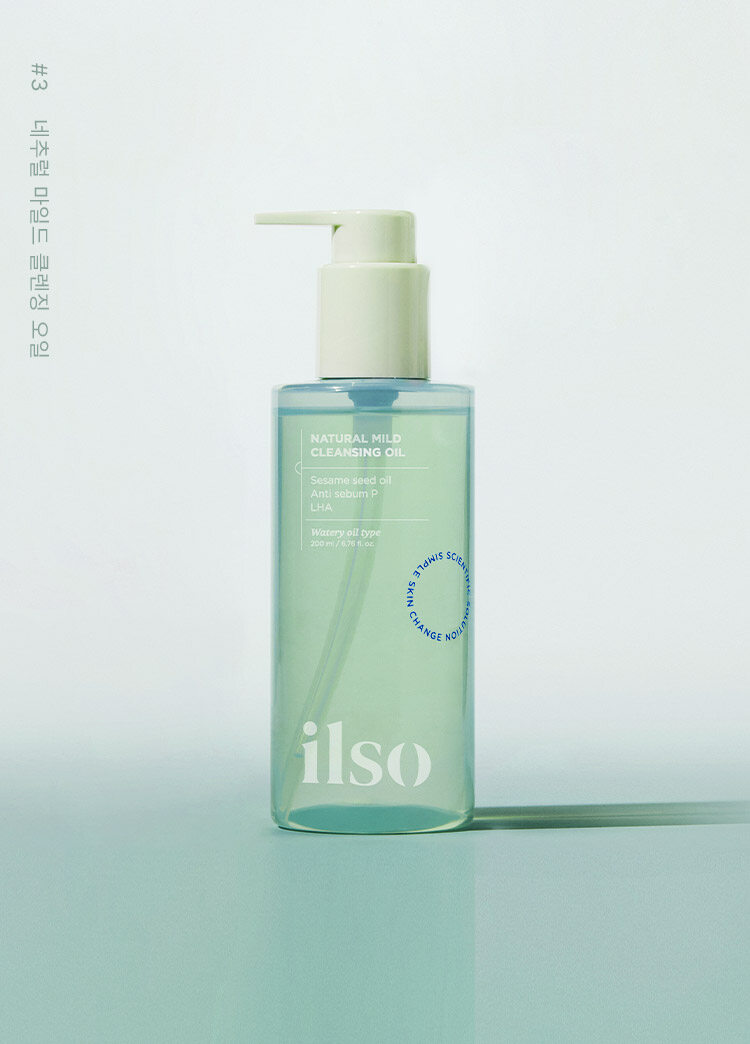 #3 네추럴 마일드 클렌징 오일
NATURAL MILD
CLEANSING OIL
Sesame seed oil
Anti sebum P
LHA
Watery oil type
200 ml / 6.76 fl. oz.
SIMPLE SCIENTIFIC SOLUTION SKIN CHANGE
ilso